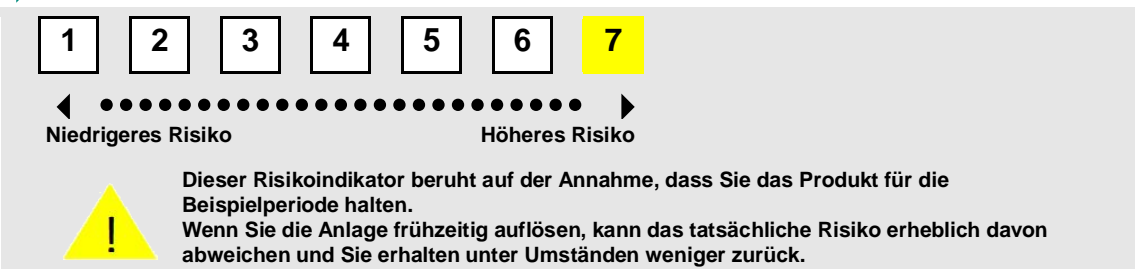 1 2 3 4 5 6 7
Niedrigeres Risiko Höheres Risiko
Dieser Risikoindikator beruht auf der Annahme, dass Sie das Produkt für die
Beispielperiode halten.
Wenn Sie die Anlage frühzeitig auflösen, kann das tatsächliche Risiko erheblich davon
abweichen und Sie erhalten unter Umständen weniger zurück.
!